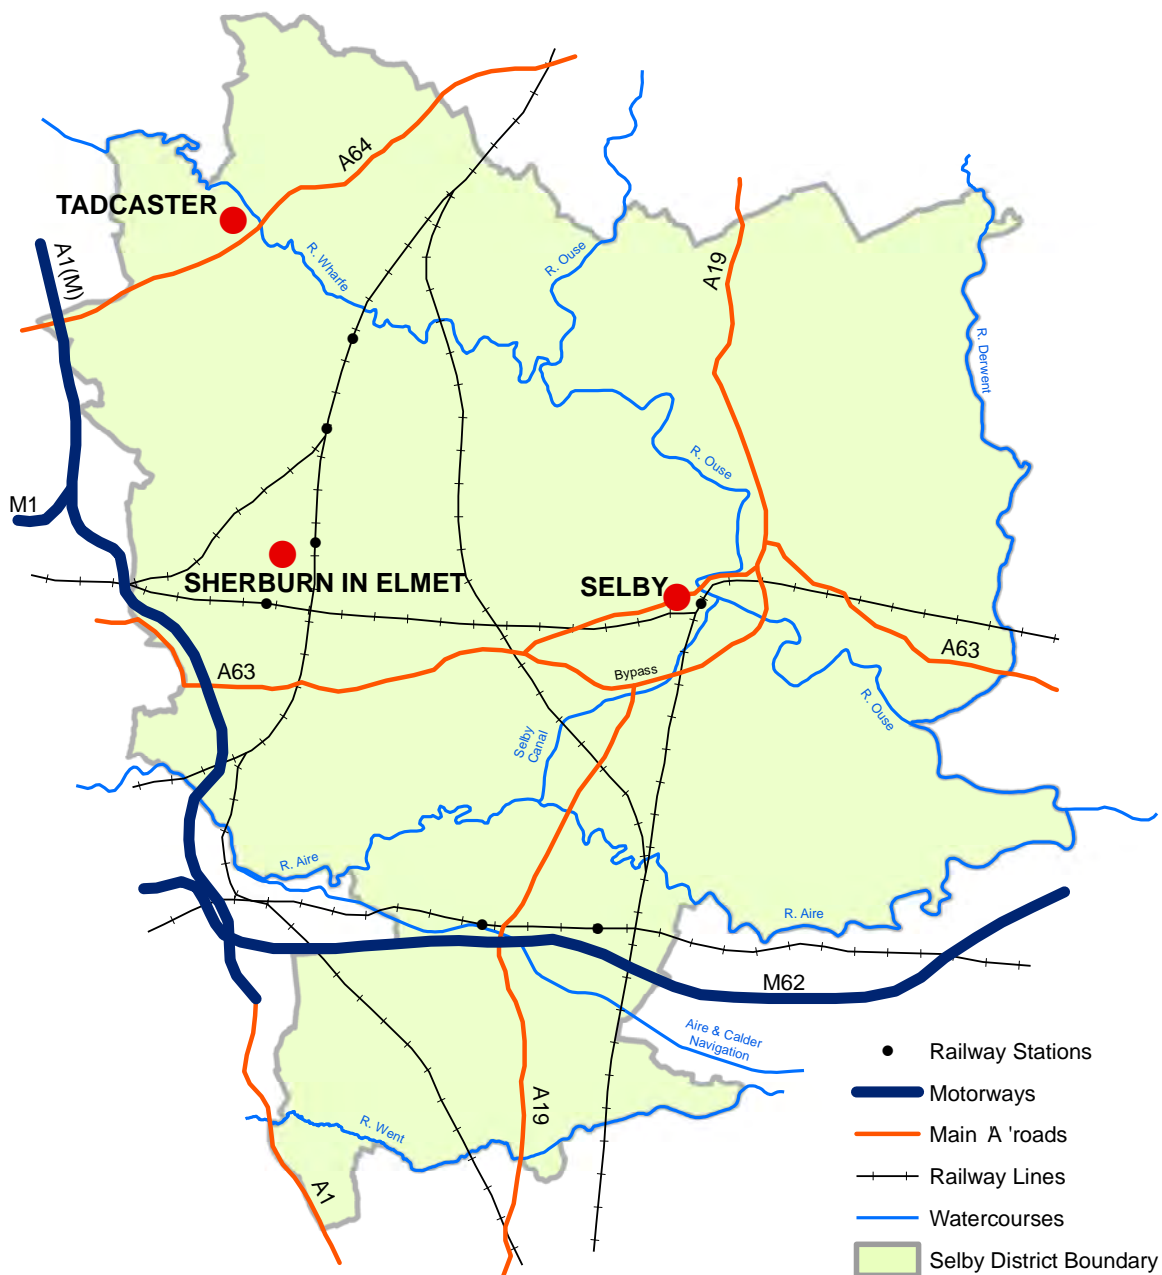 A64
TADCASTER
A1(M)
R. Wharfe
R. Ouse
A19
R. Derwent
R. Ouse
M1
SHERBURN IN ELMET
SELBY
A63
Bypass
A63
R. Ouse
Selby
Canal
R. Aire
R. Aire
M62
Aire & Calder
Navigation
A19
R. Went
A1
Railway Stations
Motorways
Main 'A 'roads
Railway Lines
Watercourses
Selby District Boundary